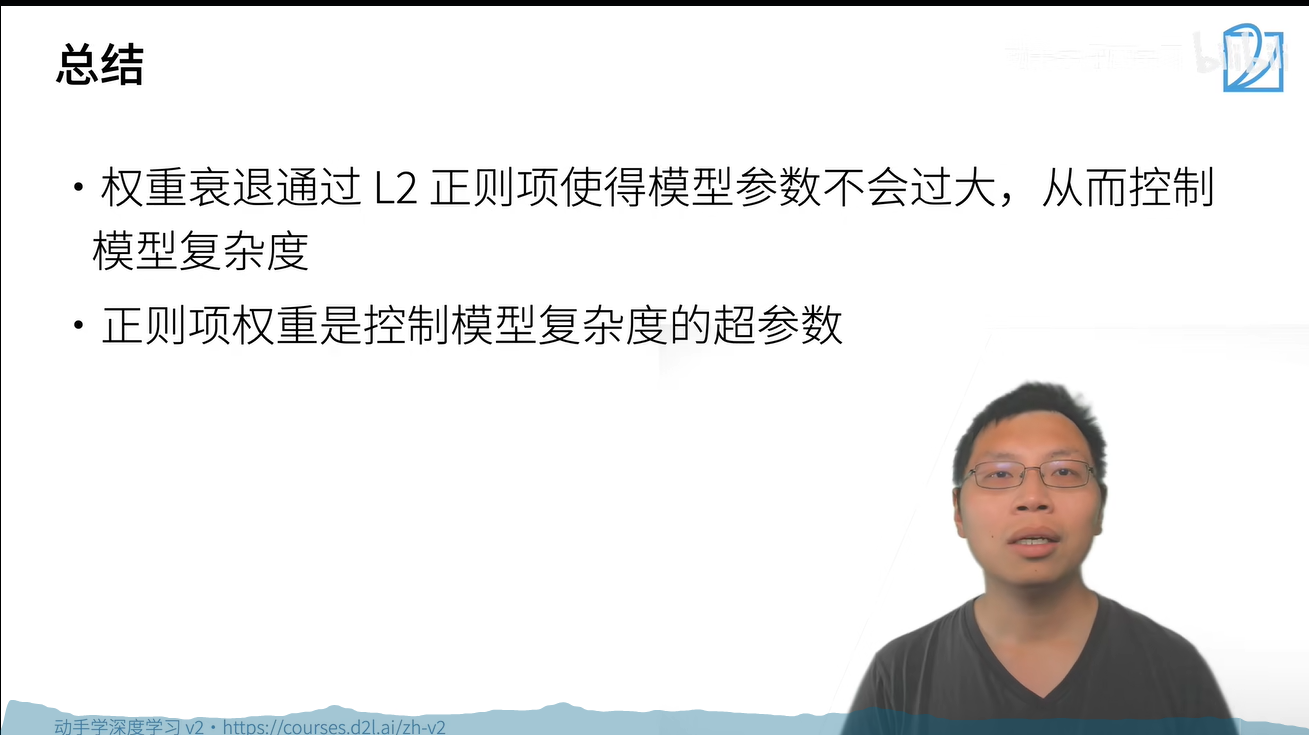 总结
• 权重衰退通过 L2 正则项使得模型参数不会过大，从而控制
模型复杂度
• 正则项权重是控制模型复杂度的超参数
动手学深度学习 v2 • https://courses.d2l.ai/zh-v2
bilibili